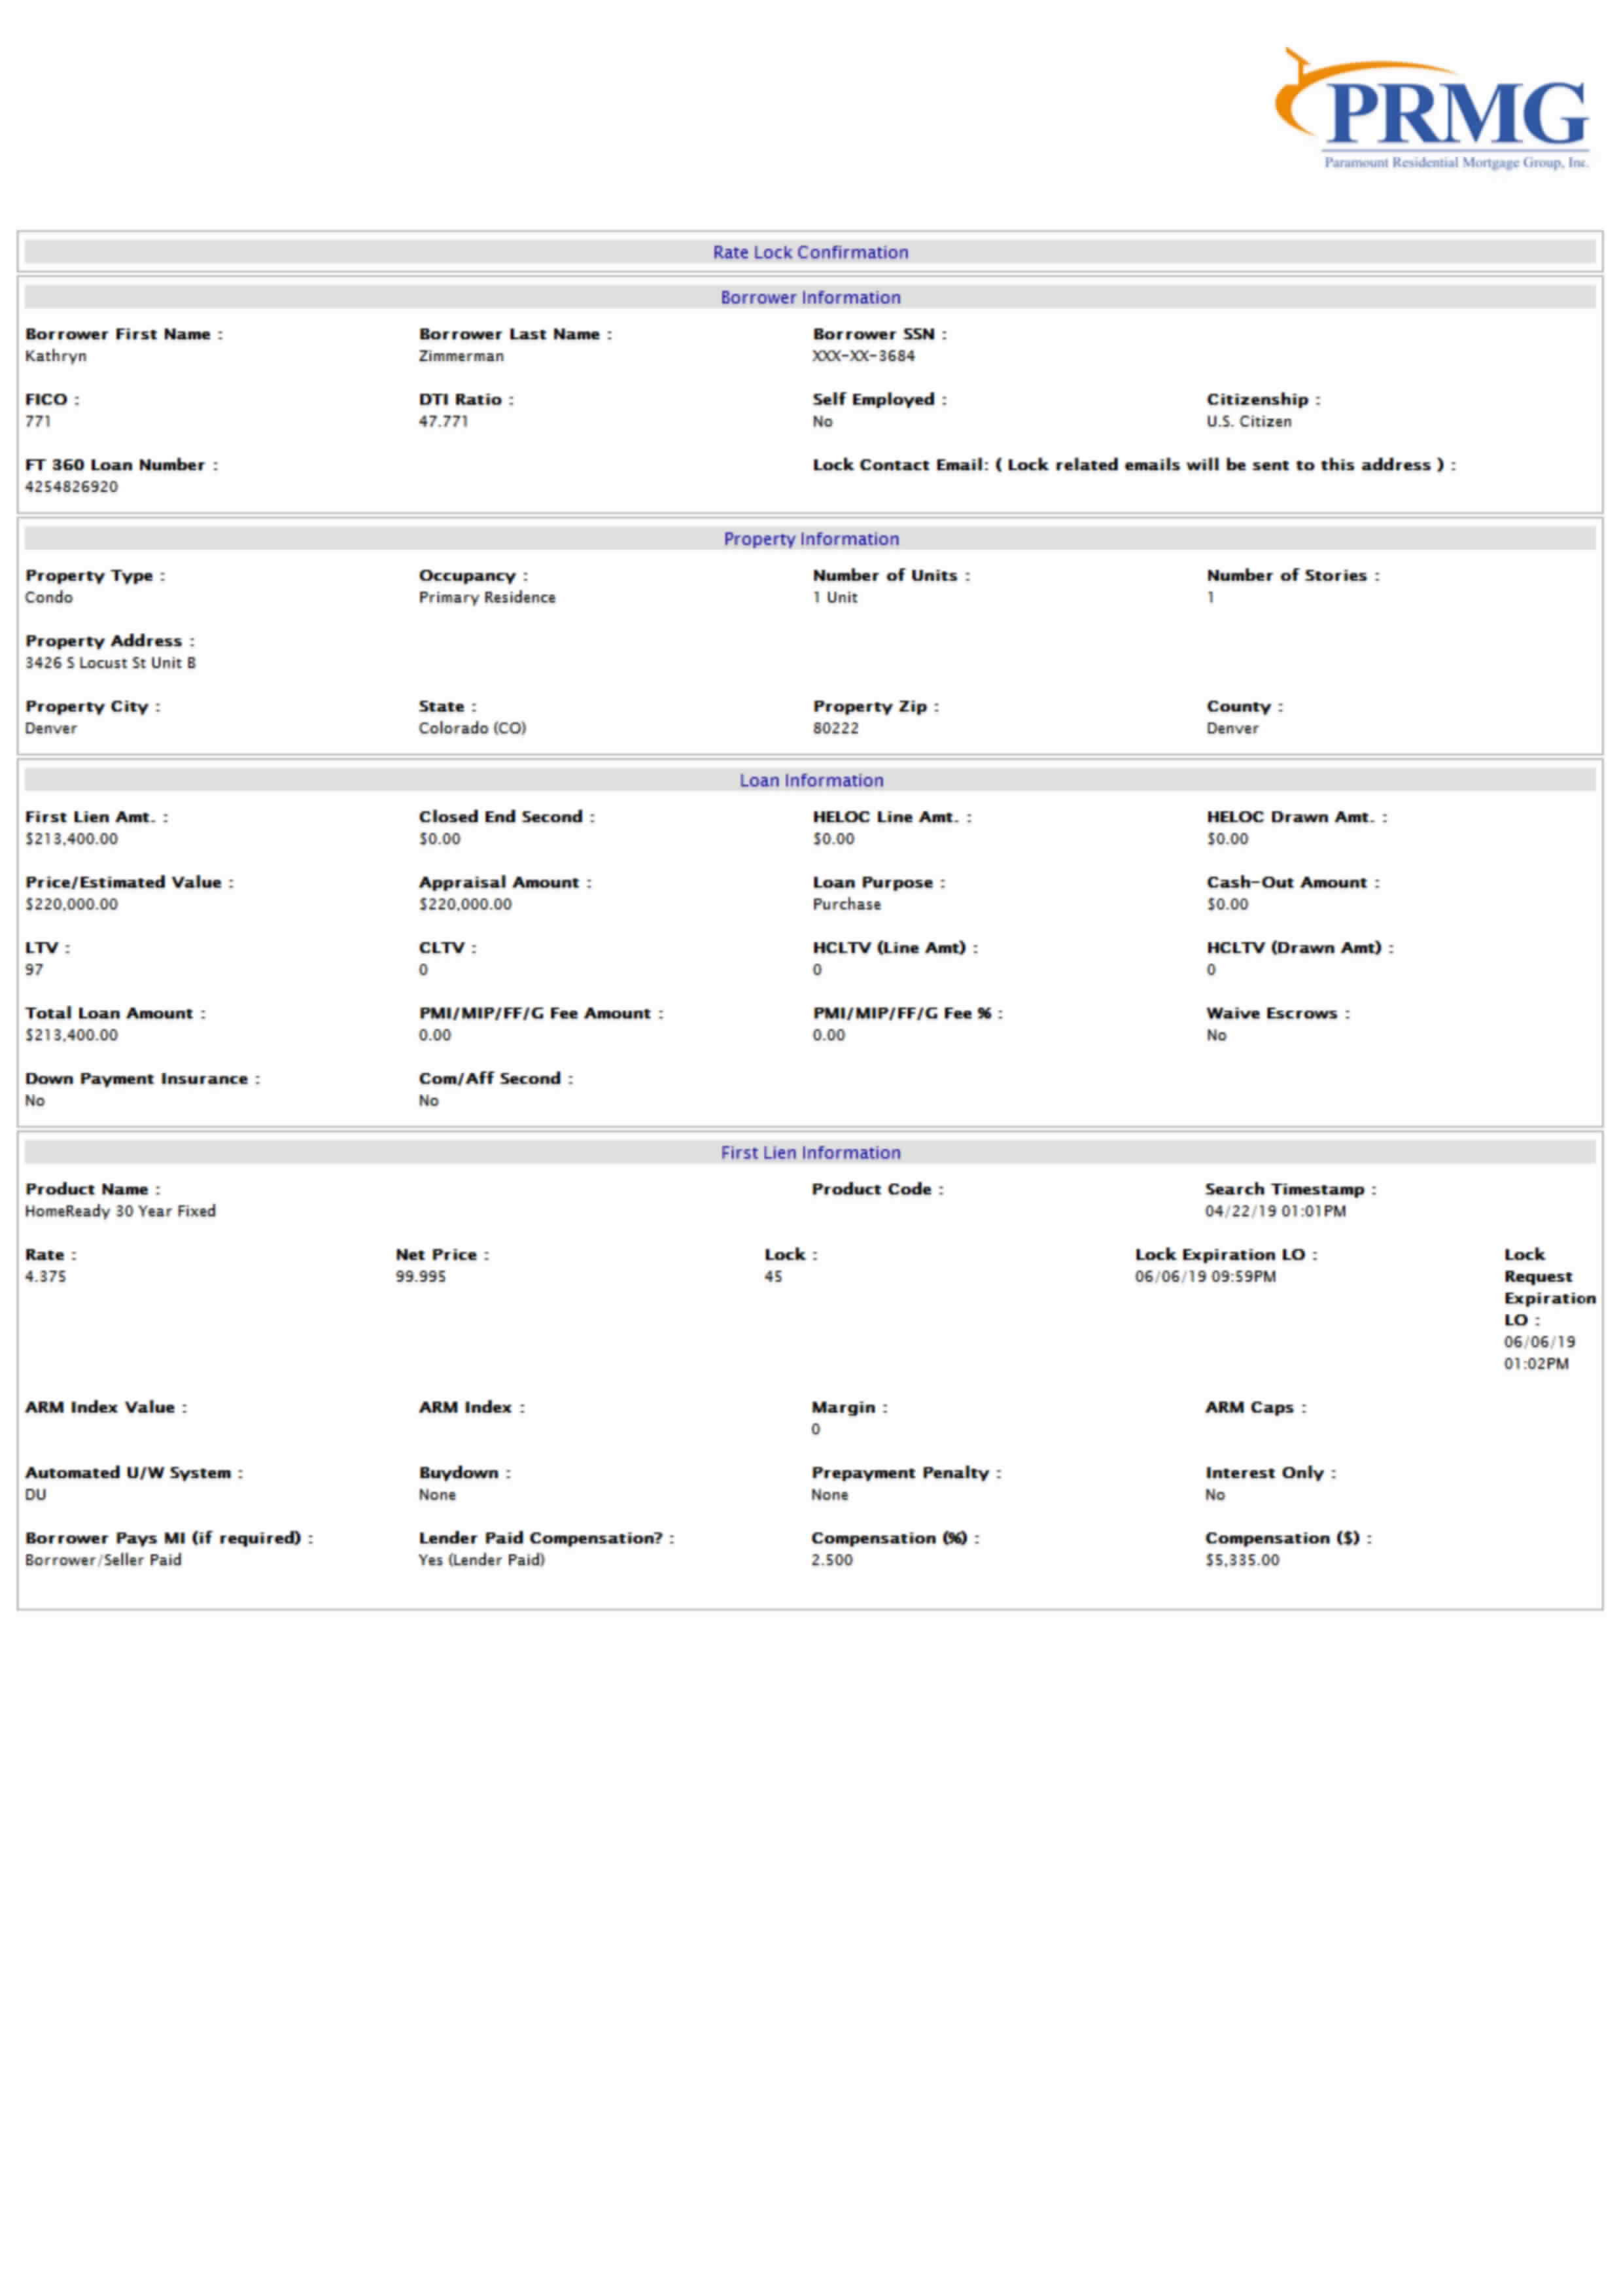 PRMG
Paramount Residential Mortgage Group, Inc.
Rate Lock Confirmation
Borrower Information
Borrower First Name : Borrower Last Name : Borrower SSN :
Kathryn Zimmerman XXX-XX-3684
FICO : DTI Ratio : Self Employed : Citizenship :
771 47.771 No U.S. Citizen
FT 360 Loan Number : Lock Contact Email: ( Lock related emails will be sent to this address ) :
4254826920
Property Information
Property Type : Occupancy : Number of Units : Number of Stories :
Condo Primary Residence 1 Unit 1
Property Address :
3426 S Locust St Unit B
Property City : State : Property Zip : County :
Denver Colorado (CO) 80222 Denver
Loan Information
First Lien Amt. : Closed End Second : HELOC Line Amt. : HELOC Drawn Amt. :
$213,400.00 $0.00 $0.00 $0.00
Price/Estimated Value : Appraisal Amount : Loan Purpose : Cash-Out Amount :
$220,000.00 $220,000.00 Purchase $0.00
LTV : CLTV : HCLTV (Line Amt) : HCLTV (Drawn Amt) :
97 0 0 0
Total Loan Amount : PMI/MIP/FF/G Fee Amount : PMI/MIP/FF/G Fee % : Waive Escrows :
$213,400.00 0.00 0.00 No
Down Payment Insurance : Com/Aff Second :
No No
First Lien Information
Product Name : Product Code : Search Timestamp :
HomeReady 30 Year Fixed 04/22/19 01:01PM
Rate : Net Price : Lock : Lock Expiration LO : Lock
4.375 99.995 45 06/06/19 09:59PM Request
Expiration
LO :
06/06/19
01:02PM
ARM Index Value : ARM Index : Margin : ARM Caps :
0
Automated U/W System : Buydown : Prepayment Penalty : Interest Only :
DU None None No
Borrower Pays MI (if required) : Lender Paid Compensation? : Compensation (%) : Compensation ($) :
Borrower/Seller Paid Yes (Lender Paid) 2.500 $5,335.00